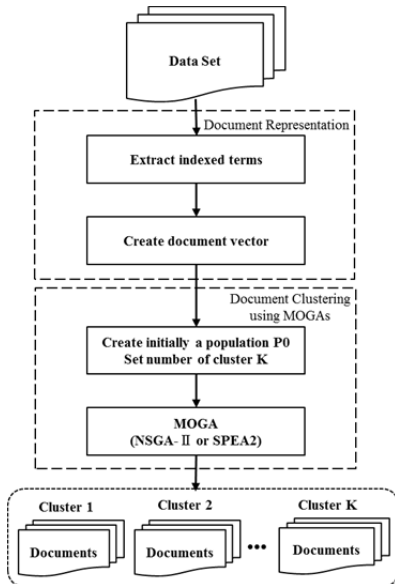 Data Set
Document Representation
Extract indexed terms
Create document vector
Document Clustering
using MOGAs
Create initially a population P0
Set number of cluster K
MOGA
(NSGA-Ⅱ or SPEA2)
Cluster 1 Cluster 2 Cluster K
Documents Documents ••• Documents